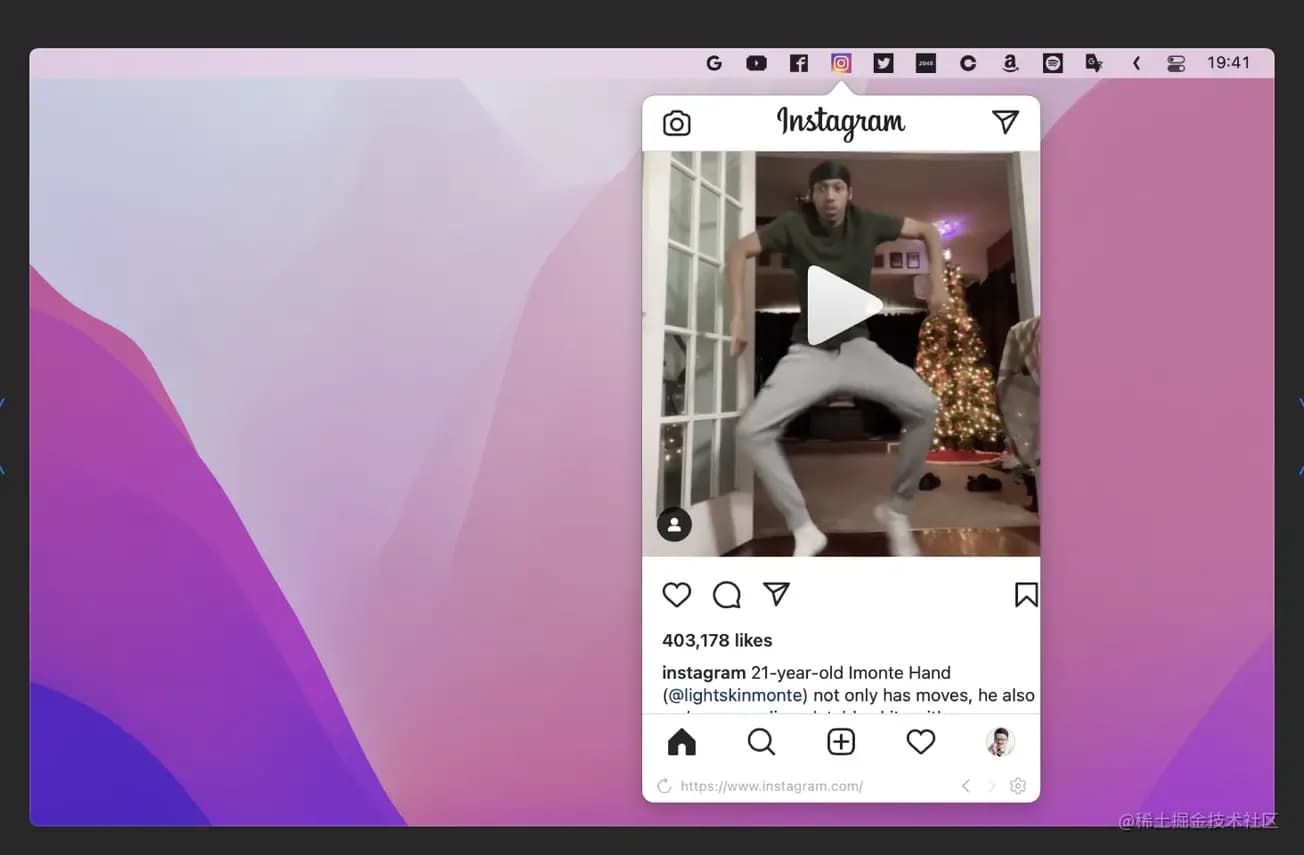 19:41
2048
Instagram
403,178 likes
instagram 21-year-old Imonte Hand
(@lightskinmonte) not only has moves, he also
https://www.instagram.com/
@稀土掘金技术社区